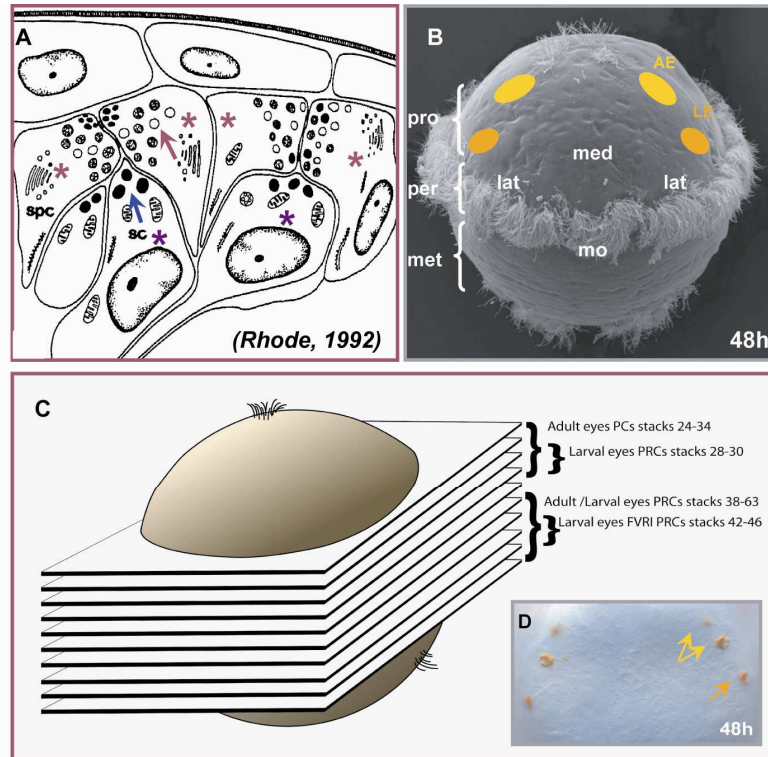 A
spc
sc
(Rhode, 1992)
B
AE
LE
pro
med
per
lat
lat
met
mo
48h
C
Adult eyes PCs stacks 24-34
Larval eyes PRCs stacks 28-30
Adult /Larval eyes PRCs stacks 38-63
Larval eyes FVRI PRCs stacks 42-46
D
48h